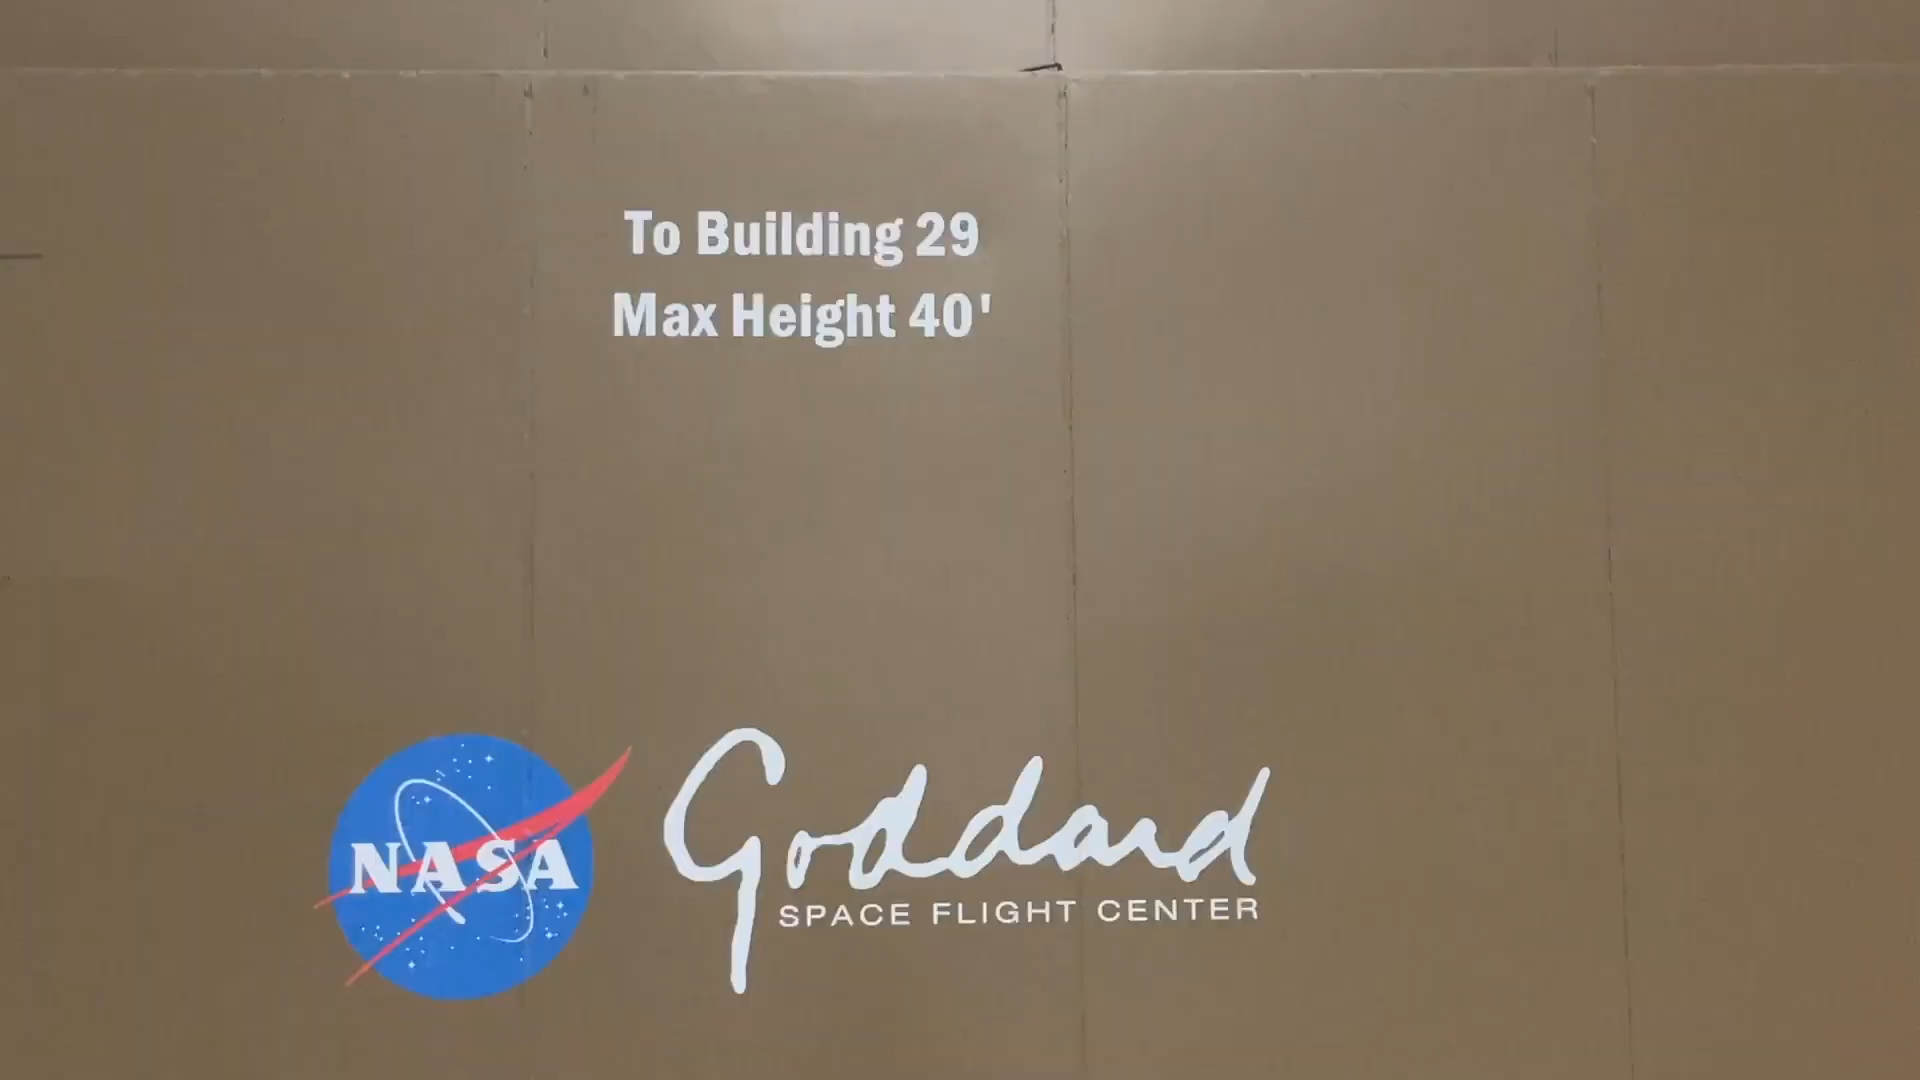 To Building 29
Max Height 40'
NASA
Goddard
SPACE FLIGHT CENTER